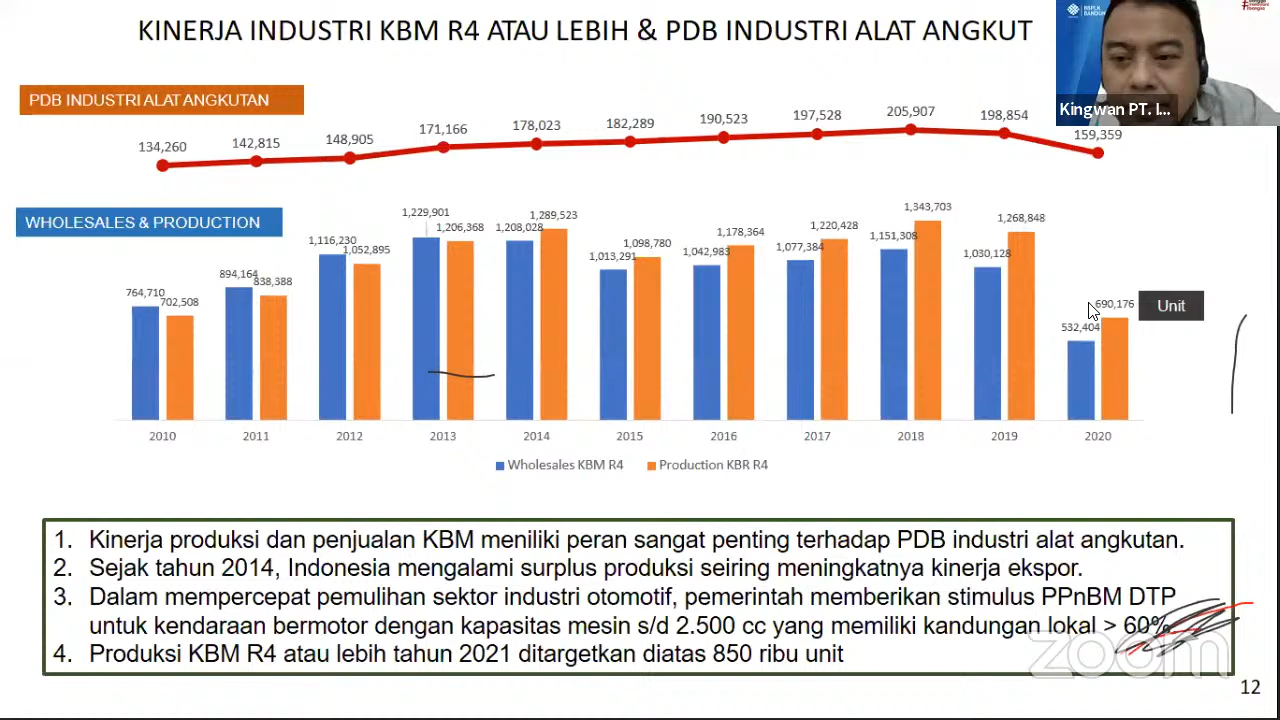 KINERJA INDUSTRI KBM R4 ATAU LEBIH & PDB INDUSTRI ALAT ANGKUT
BSPLA
BANDUN
Kingwan PT. I...
PDB INDUSTRI ALAT ANGKUTAN
134,260 142,815 148,905 171,166 178,023 182,289 190,523 197,528 205,907 198,854 159,359
WHOLESALES & PRODUCTION
764,710 702,508 894,164 838,388 1,116,230 1,052,895 1,229,901 1,206,368 1,208,028 1,289,523 1,013,291 1,098,780 1,042,983 1,178,364 1,077,384 1,220,428 1,151,308 1,343,703 1,030,128 1,268,848 532,404 690,176
Unit
2010 2011 2012 2013 2014 2015 2016 2017 2018 2019 2020
Wholesales KBM R4 Production KBR R4
1. Kinerja produksi dan penjualan KBM meniliki peran sangat penting terhadap PDB industri alat angkutan.
2. Sejak tahun 2014, Indonesia mengalami surplus produksi seiring meningkatnya kinerja ekspor.
3. Dalam mempercepat pemulihan sektor industri otomotif, pemerintah memberikan stimulus PPnBM DTP
untuk kendaraan bermotor dengan kapasitas mesin s/d 2.500 cc yang memiliki kandungan lokal > 60%.
4. Produksi KBM R4 atau lebih tahun 2021 ditargetkan diatas 850 ribu unit
zoom
12